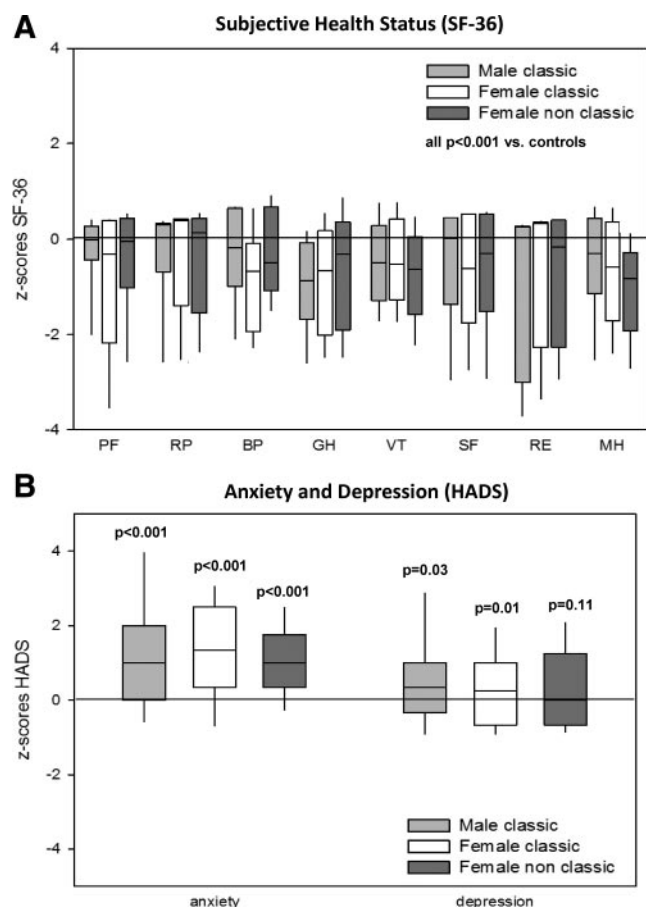 A
Subjective Health Status (SF-36)
4
2
0
-2
-4
z-scores SF-36
Male classic
Female classic
Female non classic
all p<0.001 vs. controls
PF RP BP GH VT SF RE MH
B
Anxiety and Depression (HADS)
4
2
0
-2
-4
z-scores HADS
p<0.001
p<0.001
p<0.001
p=0.03
p=0.01
p=0.11
Male classic
Female classic
Female non classic
anxiety depression